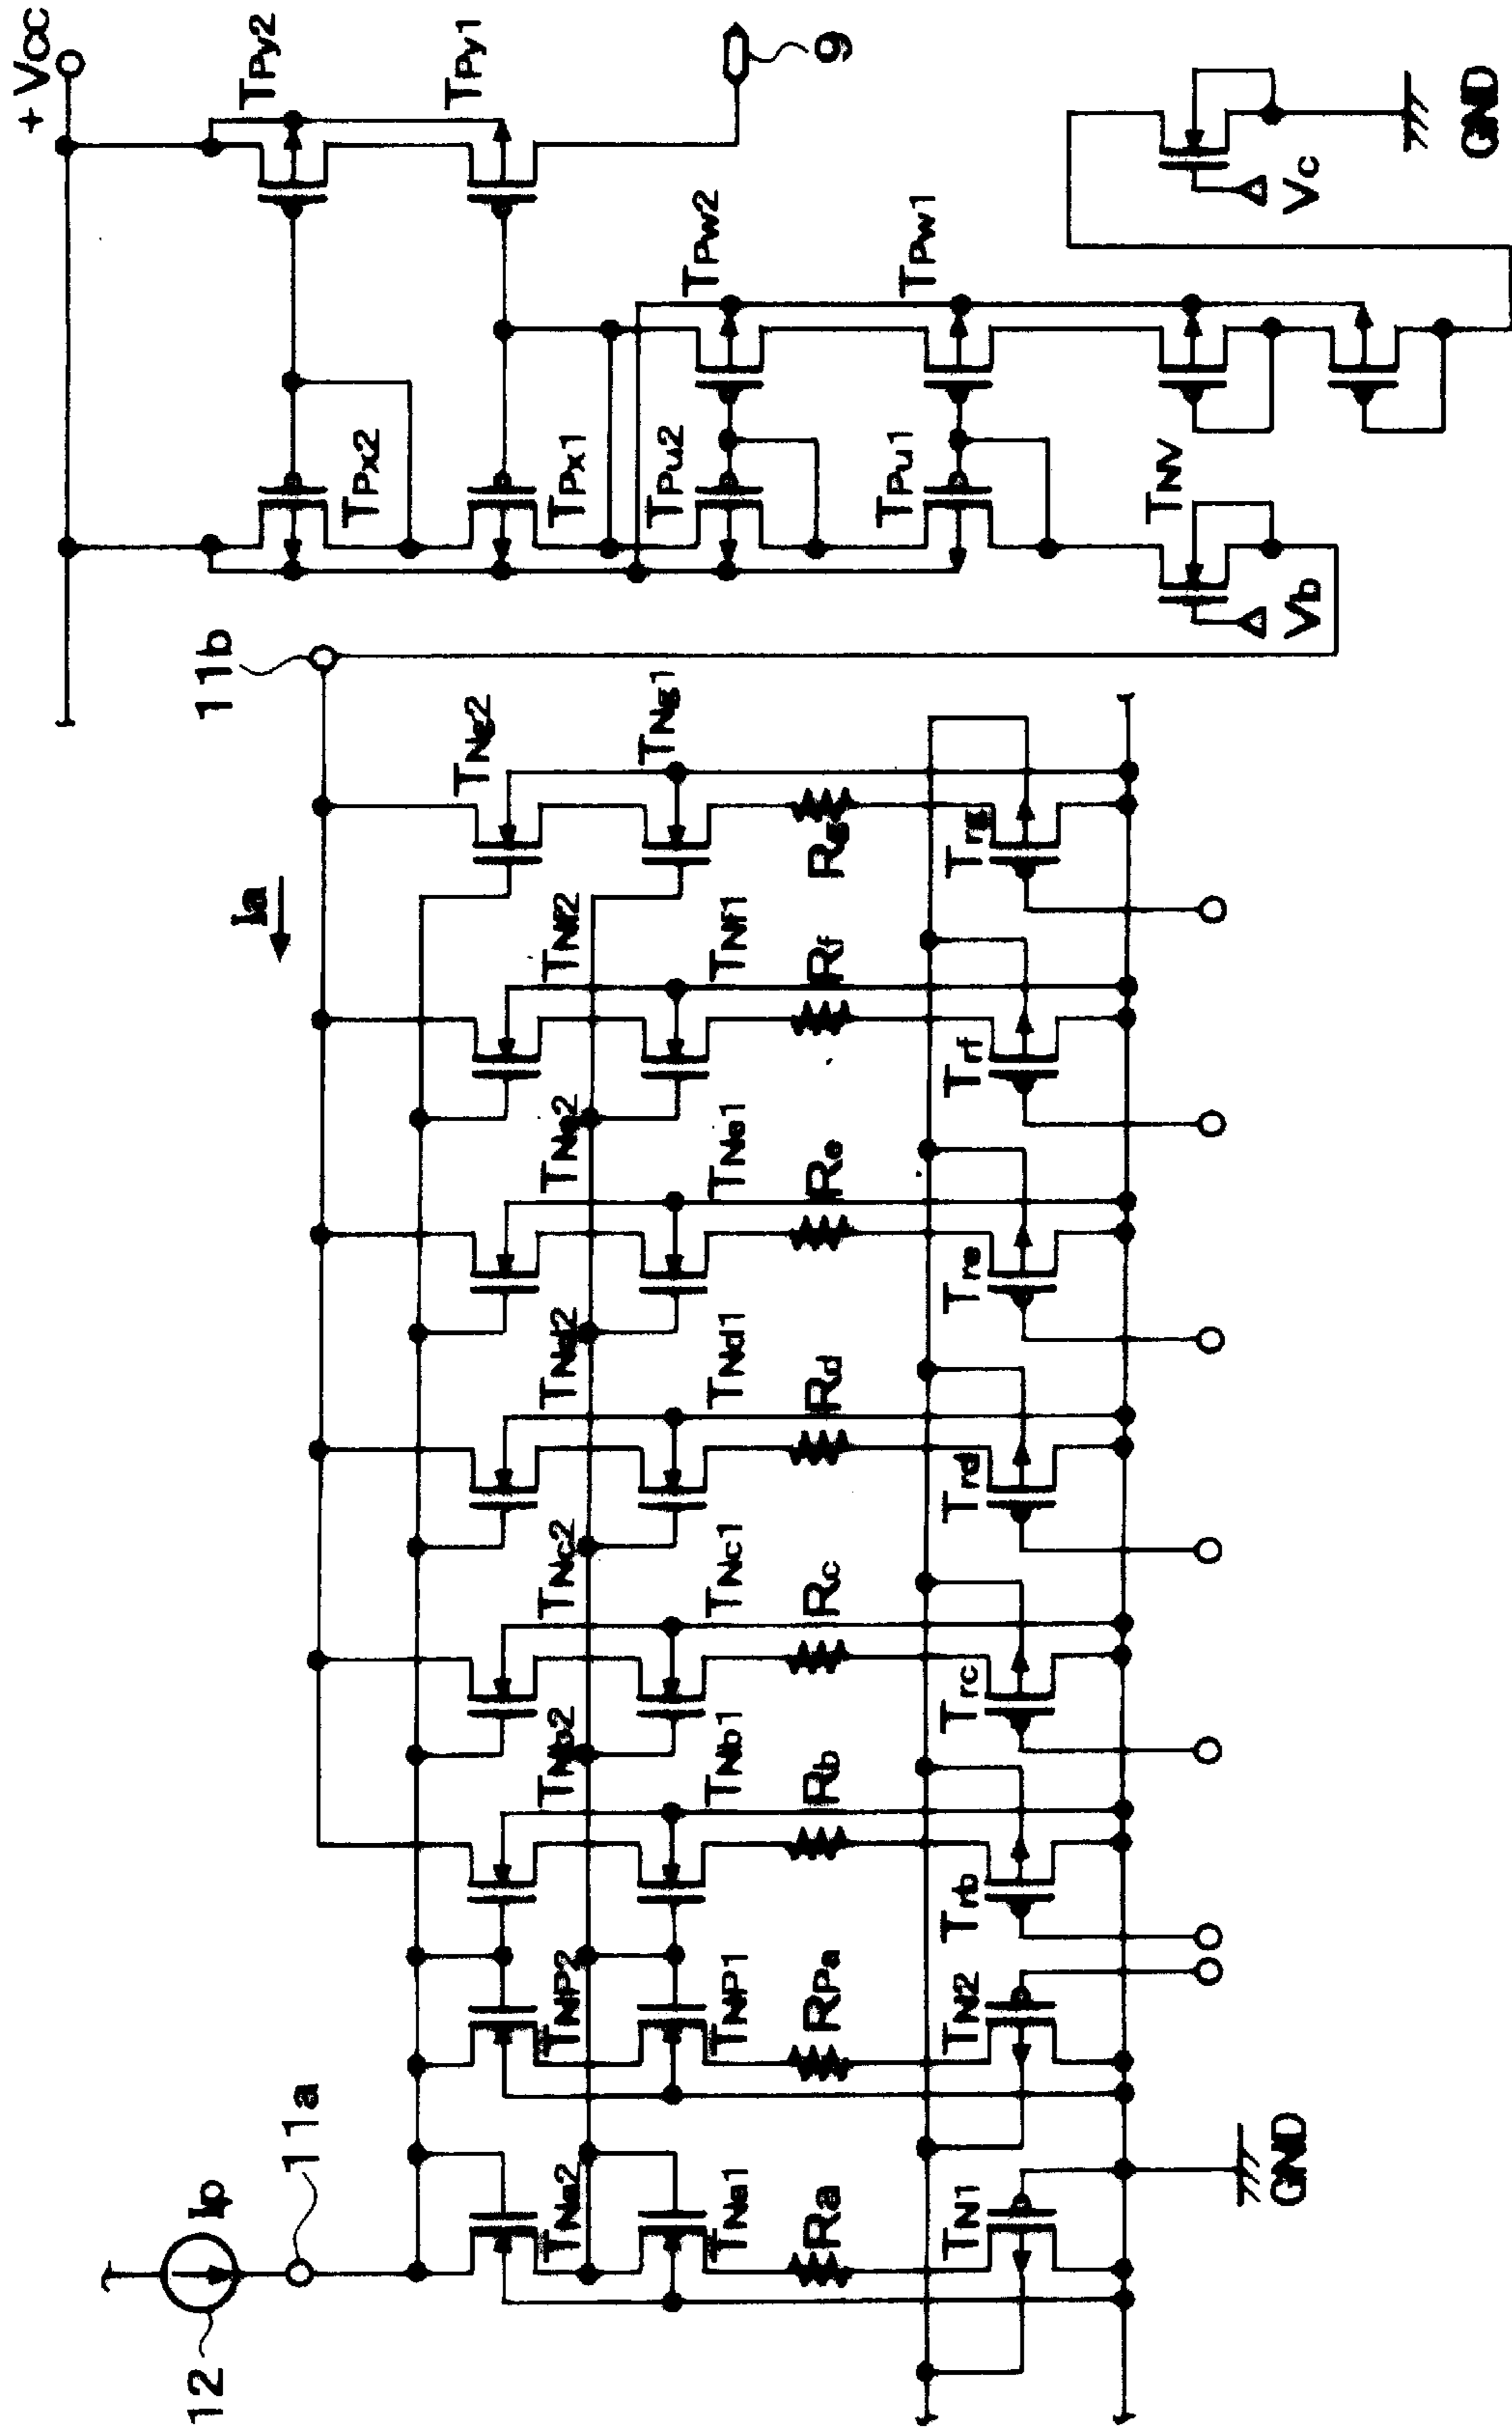 +Vcc
TPy2
TPy1
9
TPx2
TPx1
TPw2
TPw1
TPu2
TPu1
TNV
Vb
Vc
GND
11b
Ia
12
Ip
11a
TNa2
TNP2
TNb2
TNc2
TNd2
TNe2
TNf2
TNg2
TNa1
TNP1
TNb1
TNc1
TNd1
TNe1
TNf1
TNg1
Ra
RPa
Rb
Rc
Rd
Re
Rf
Rg
TN1
TN2
Trb
Trc
Trd
Tre
Trf
Trg
GND